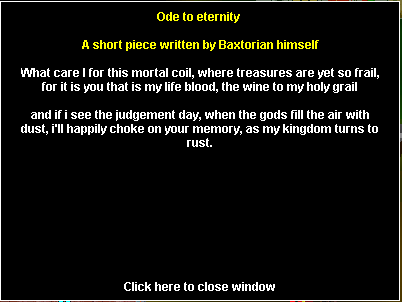 Ode to eternity
A short piece written by Baxtorian himself
What care I for this mortal coil, where treasures are yet so frail,
for it is you that is my life blood, the wine to my holy grail
and if i see the judgement day, when the gods fill the air with
dust, i'll happily choke on your memory, as my kingdom turns to
rust.
Click here to close window